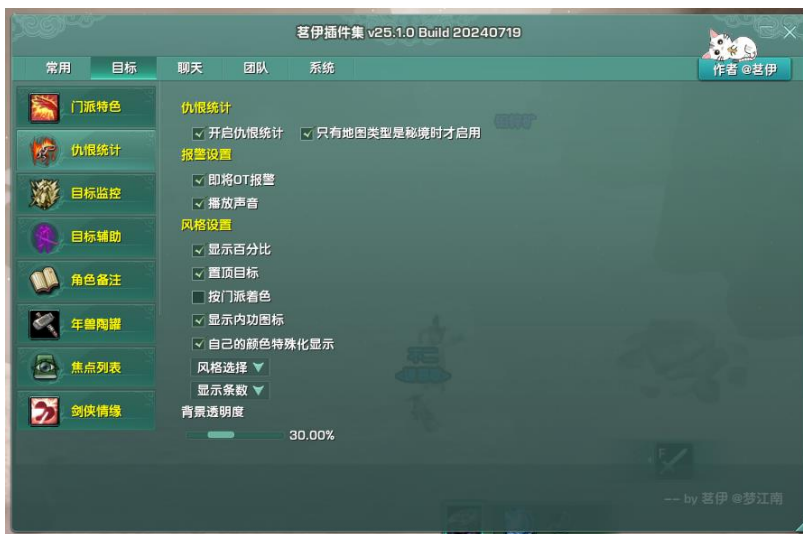 茗伊插件集 v25.1.0 Build 20240719
作者 @茗伊
常用 目标 聊天 团队 系统
门派特色
仇恨统计
目标监控
目标辅助
角色备注
年兽陶罐
焦点列表
剑侠情缘
仇恨统计
开启仇恨统计 只有地图类型是秘境时才启用
报警设置
即将OT报警
播放声音
风格设置
显示百分比
置顶目标
按门派着色
显示内功图标
自己的颜色特殊化显示
风格选择
显示条数
背景透明度
30.00%
F
-- by 茗伊 @梦江南